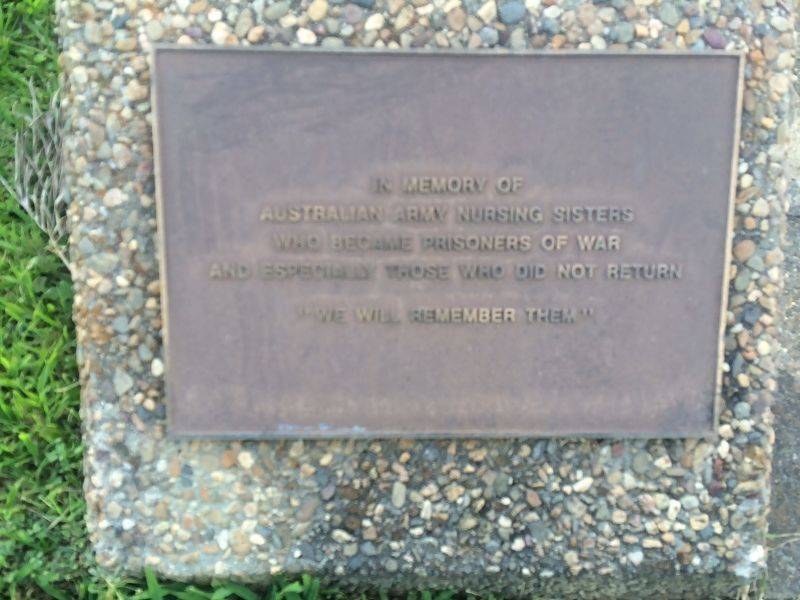 IN MEMORY OF
AUSTRALIAN ARMY NURSING SISTERS
WHO BECAME PRISONERS OF WAR
AND ESPECIALLY THOSE WHO DID NOT RETURN
"WE WILL REMEMBER THEM"